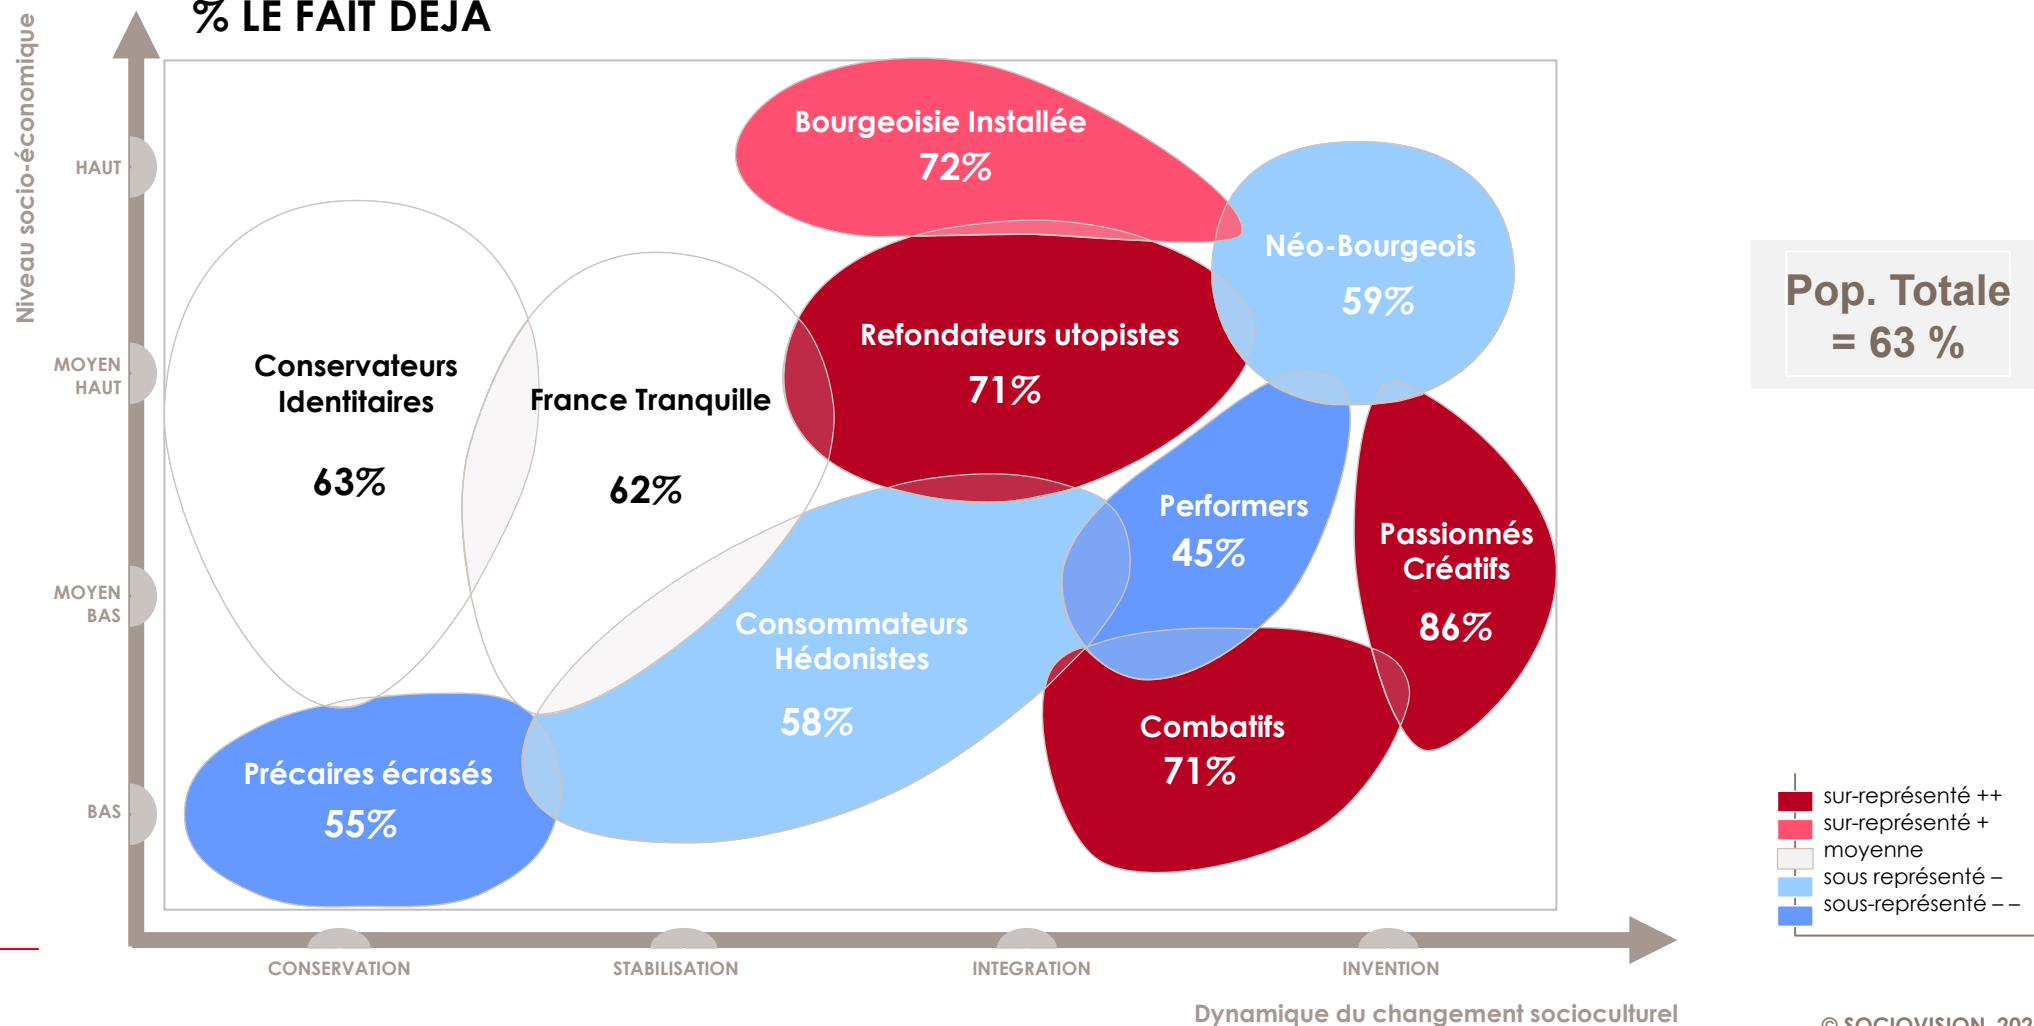 % LE FAIT DEJA
Niveau socio-économique
HAUT
MOYEN
HAUT
MOYEN
BAS
BAS
Bourgeoisie Installée
72%
Néo-Bourgeois
59%
Refondateurs utopistes
71%
Conservateurs
Identitaires
63%
France Tranquille
62%
Performers
45%
Passionnés
Créatifs
86%
Consommateurs
Hédonistes
58%
Combatifs
71%
Précaires écrasés
55%
Pop. Totale
= 63 %
sur-représenté ++
sur-représenté +
moyenne
sous représenté –
sous-représenté – –
CONSERVATION
STABILISATION
INTEGRATION
INVENTION
Dynamique du changement socioculturel
© SOCIOVISION